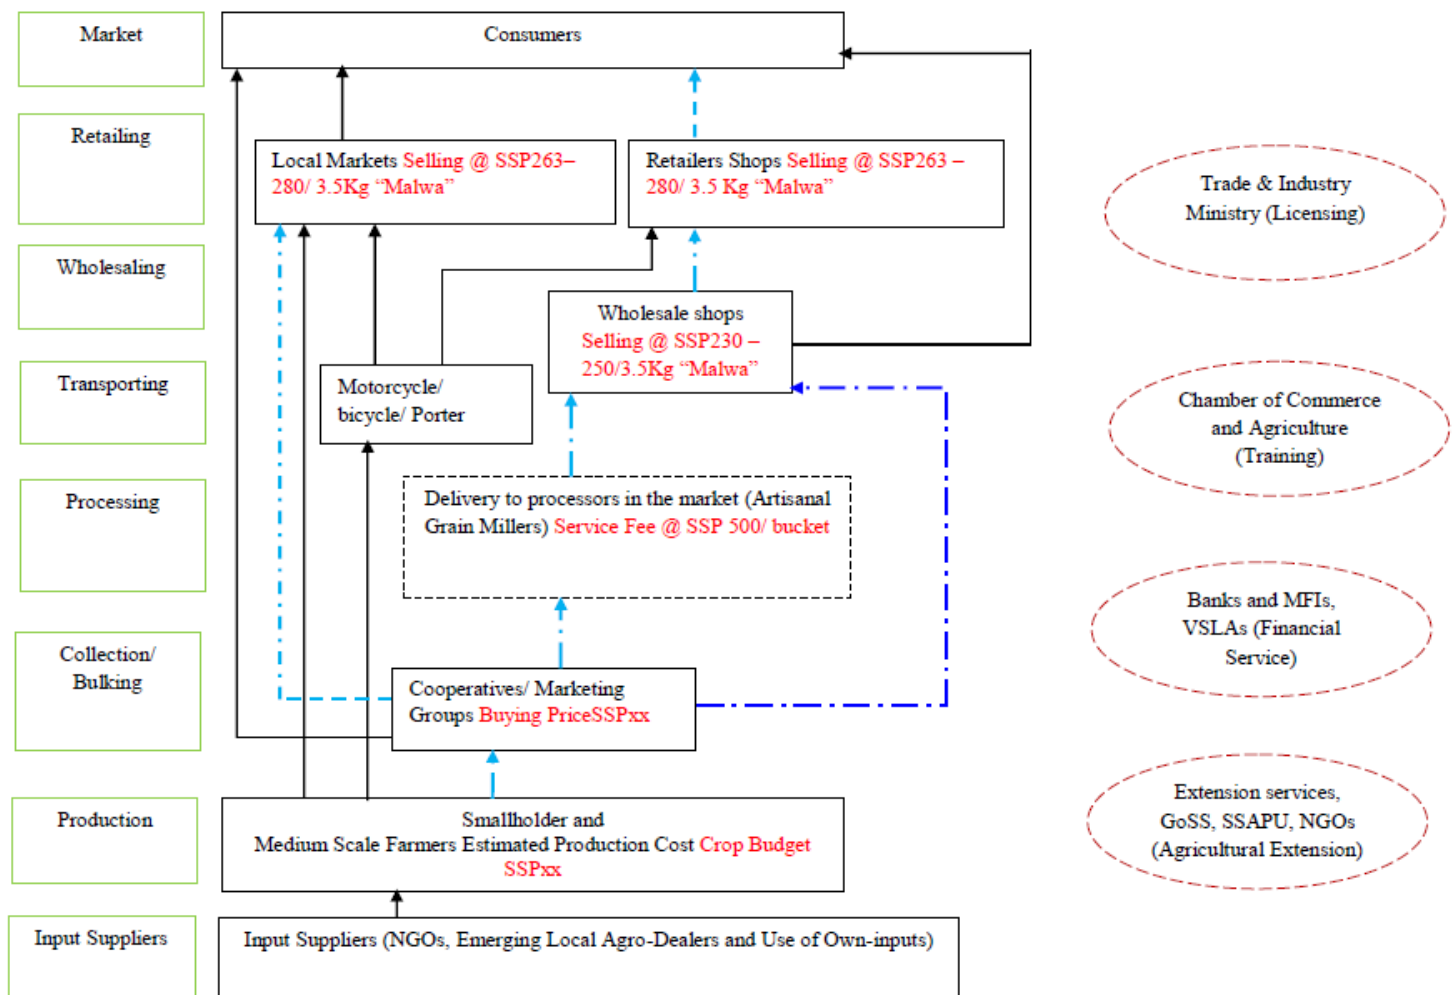 Market
Consumers
Retailing
Local Markets Selling @ SSP263–
280/ 3.5Kg “Malwa”
Retailers Shops Selling @ SSP263 –
280/ 3.5 Kg “Malwa”
Trade & Industry
Ministry (Licensing)
Wholesaling
Wholesale shops
Selling @ SSP230 –
250/3.5Kg “Malwa”
Transporting
Motorcycle/
bicycle/ Porter
Chamber of Commerce
and Agriculture
(Training)
Processing
Delivery to processors in the market (Artisanal
Grain Millers) Service Fee @ SSP 500/ bucket
Banks and MFIs,
VSLAs (Financial
Service)
Collection/
Bulking
Cooperatives/ Marketing
Groups Buying PriceSSPxx
Production
Smallholder and
Medium Scale Farmers Estimated Production Cost Crop Budget
SSPxx
Extension services,
GoSS, SSAPU, NGOs
(Agricultural Extension)
Input Suppliers
Input Suppliers (NGOs, Emerging Local Agro-Dealers and Use of Own-inputs)